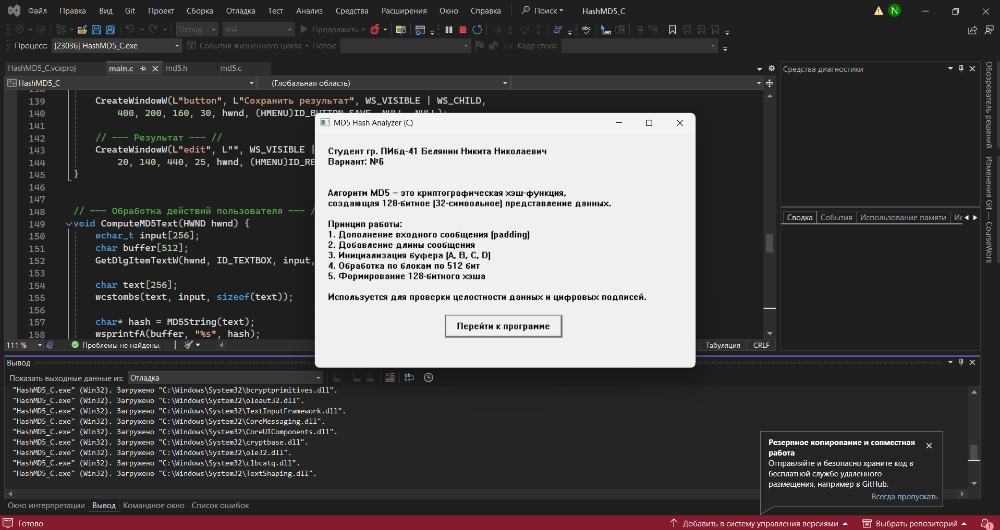 Файл Правка Вид Git Проект Сборка Отладка Тест Анализ Средства Расширения Окно Справка Поиск HashMD5_C N
Debug x64 Продолжить abc
Процесс: [23036] HashMD5_C.exe События жизненного цикла Поток: Кадр стека:
HashMD5_C.vcxproj main.c md5.h md5.c
HashMD5_C (Глобальная область)
138
139 CreateWindowW(L"button", L"Сохранить результат", WS_VISIBLE | WS_CHILD,
140 400, 200, 160, 30, hwnd, (HMENU)ID_BUTTON_SAVE, NULL, NULL);
141
142 // --- Результат --- //
143 CreateWindowW(L"edit", L"", WS_VISIBLE |
144 20, 140, 440, 25, hwnd, (HMENU)ID_RE
145 }
146
147
148 // --- Обработка действий пользователя --- /
149 void ComputeMD5Text(HWND hwnd) {
150 wchar_t input[256];
151 char buffer[512];
152 GetDlgItemTextW(hwnd, ID_TEXTBOX, input,
153
154 char text[256];
155 wcstombs(text, input, sizeof(text));
156
157 char* hash = MD5String(text);
158 wsprintfA(buffer, "%s", hash);
111 % Проблемы не найдены. Табуляция CRLF
MD5 Hash Analyzer (C)
Студент гр. ПИбд-41 Белянин Никита Николаевич
Вариант: №6
Алгоритм MD5 – это криптографическая хэш-функция,
создающая 128-битное (32-символьное) представление данных.
Принцип работы:
1. Дополнение входного сообщения (padding)
2. Добавление длины сообщения
3. Инициализация буфера (A, B, C, D)
4. Обработка по блокам по 512 бит
5. Формирование 128-битного хэша
Используется для проверки целостности данных и цифровых подписей.
Перейти к программе
Средства диагностики
Сводка События Использование памяти Ис
Обозреватель решений
Изменения Git — CourseWork
Вывод
Показать выходные данные из: Отладка
"HashMD5_C.exe" (Win32). Загружено "C:\Windows\System32\bcryptprimitives.dll".
"HashMD5_C.exe" (Win32). Загружено "C:\Windows\System32\oleaut32.dll".
"HashMD5_C.exe" (Win32). Загружено "C:\Windows\System32\TextInputFramework.dll".
"HashMD5_C.exe" (Win32). Загружено "C:\Windows\System32\CoreMessaging.dll".
"HashMD5_C.exe" (Win32). Загружено "C:\Windows\System32\CoreUIComponents.dll".
"HashMD5_C.exe" (Win32). Загружено "C:\Windows\System32\cryptbase.dll".
"HashMD5_C.exe" (Win32). Загружено "C:\Windows\System32\ole32.dll".
"HashMD5_C.exe" (Win32). Загружено "C:\Windows\System32\clbcatq.dll".
"HashMD5_C.exe" (Win32). Загружено "C:\Windows\System32\TextShaping.dll".
Резервное копирование и совместная
работа
Отправляйте и безопасно храните код в
бесплатной службе удаленного
размещения, например в GitHub.
Всегда пропускать
Окно интерпретации Вывод Командное окно Список ошибок
Готово Добавить в систему управления версиями Выбрать репозиторий 1